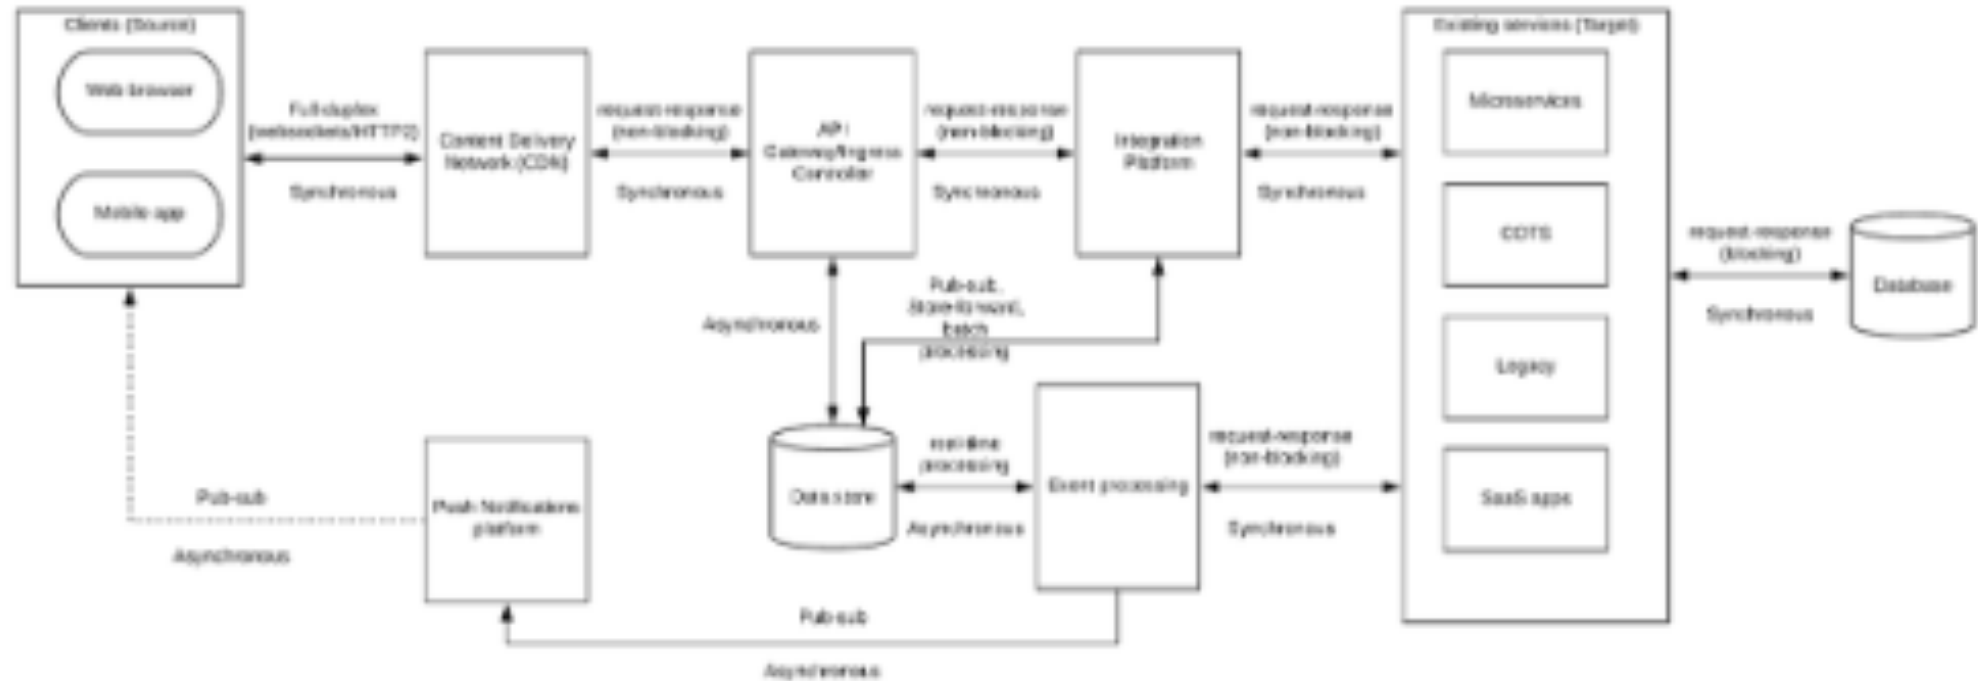 Clients (Source)
Web browser
Mobile app
Full-duplex
(websockets/HTTP2)
Synchronous
Content Delivery
Network (CDN)
request-response
(non-blocking)
Synchronous
API
Gateway/Ingress
Controller
request-response
(non-blocking)
Synchronous
Integration
Platform
request-response
(non-blocking)
Synchronous
Existing services (Target)
Microservices
COTS
Legacy
SaaS apps
request-response
(blocking)
Synchronous
Database
Asynchronous
Pub-sub,
Store-forward,
batch
processing
Data store
real-time
processing
Asynchronous
Event processing
request-response
(non-blocking)
Synchronous
Push Notifications
platform
Pub-sub
Asynchronous
Pub-sub
Asynchronous